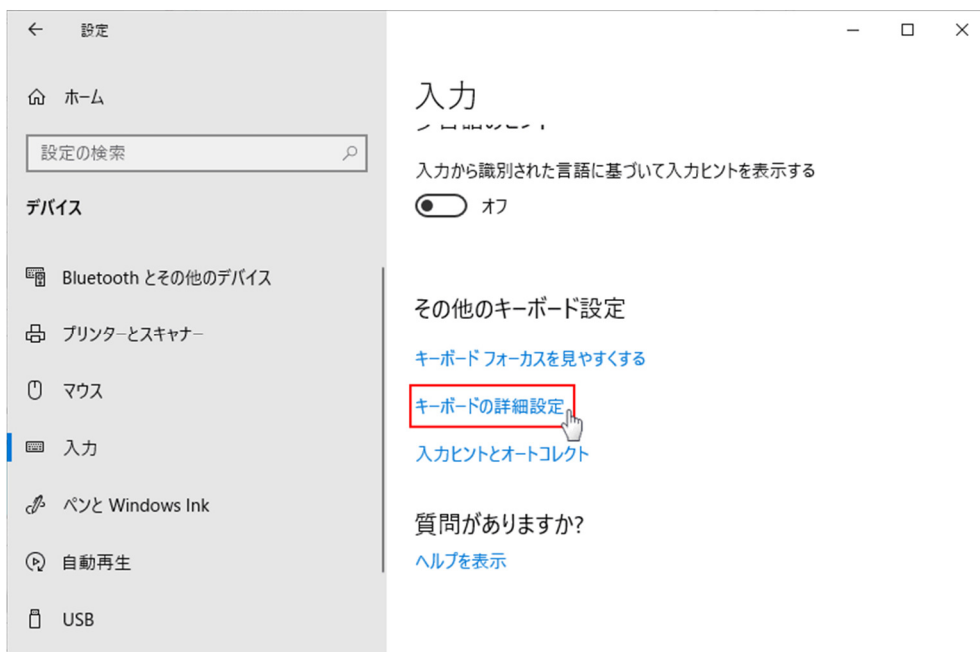 設定
ホーム
設定の検索
デバイス
Bluetooth とその他のデバイス
プリンターとスキャナー
マウス
入力
ペンと Windows Ink
自動再生
USB
入力
入力から識別された言語に基づいて入力ヒントを表示する
オフ
その他のキーボード設定
キーボード フォーカスを見やすくする
キーボードの詳細設定
入力ヒントとオートコレクト
質問がありますか?
ヘルプを表示